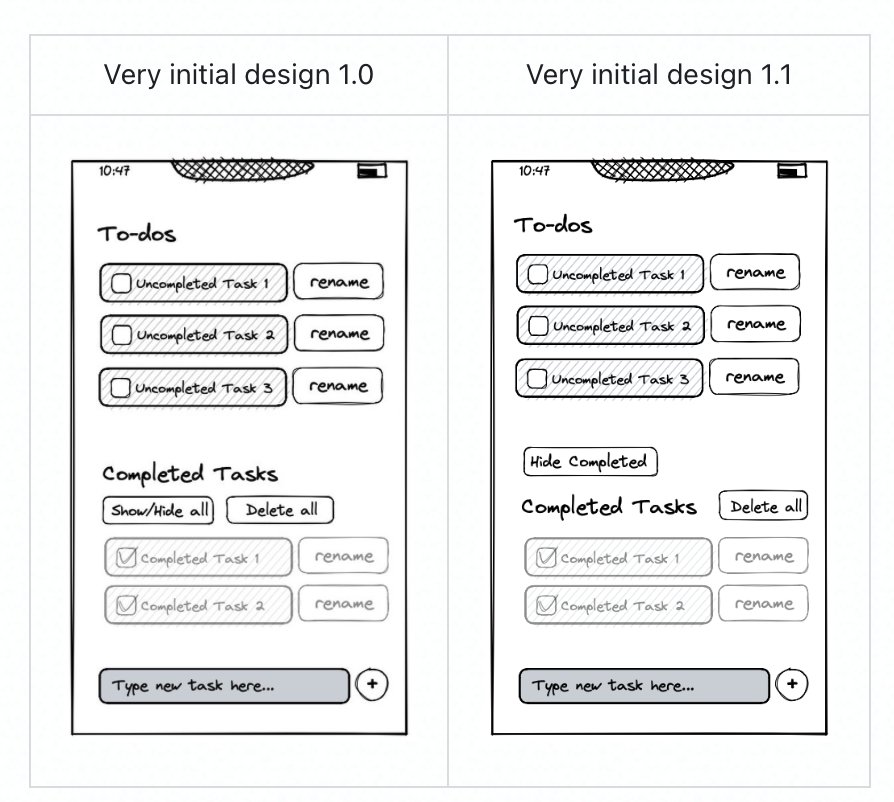 Very initial design 1.0
Very initial design 1.1
10:47
To-dos
Uncompleted Task 1
rename
Uncompleted Task 2
rename
Uncompleted Task 3
rename
Completed Tasks
Show/Hide all
Delete all
Completed Task 1
rename
Completed Task 2
rename
Type new task here...
+
10:47
To-dos
Uncompleted Task 1
rename
Uncompleted Task 2
rename
Uncompleted Task 3
rename
Hide Completed
Completed Tasks
Delete all
Completed Task 1
rename
Completed Task 2
rename
Type new task here...
+